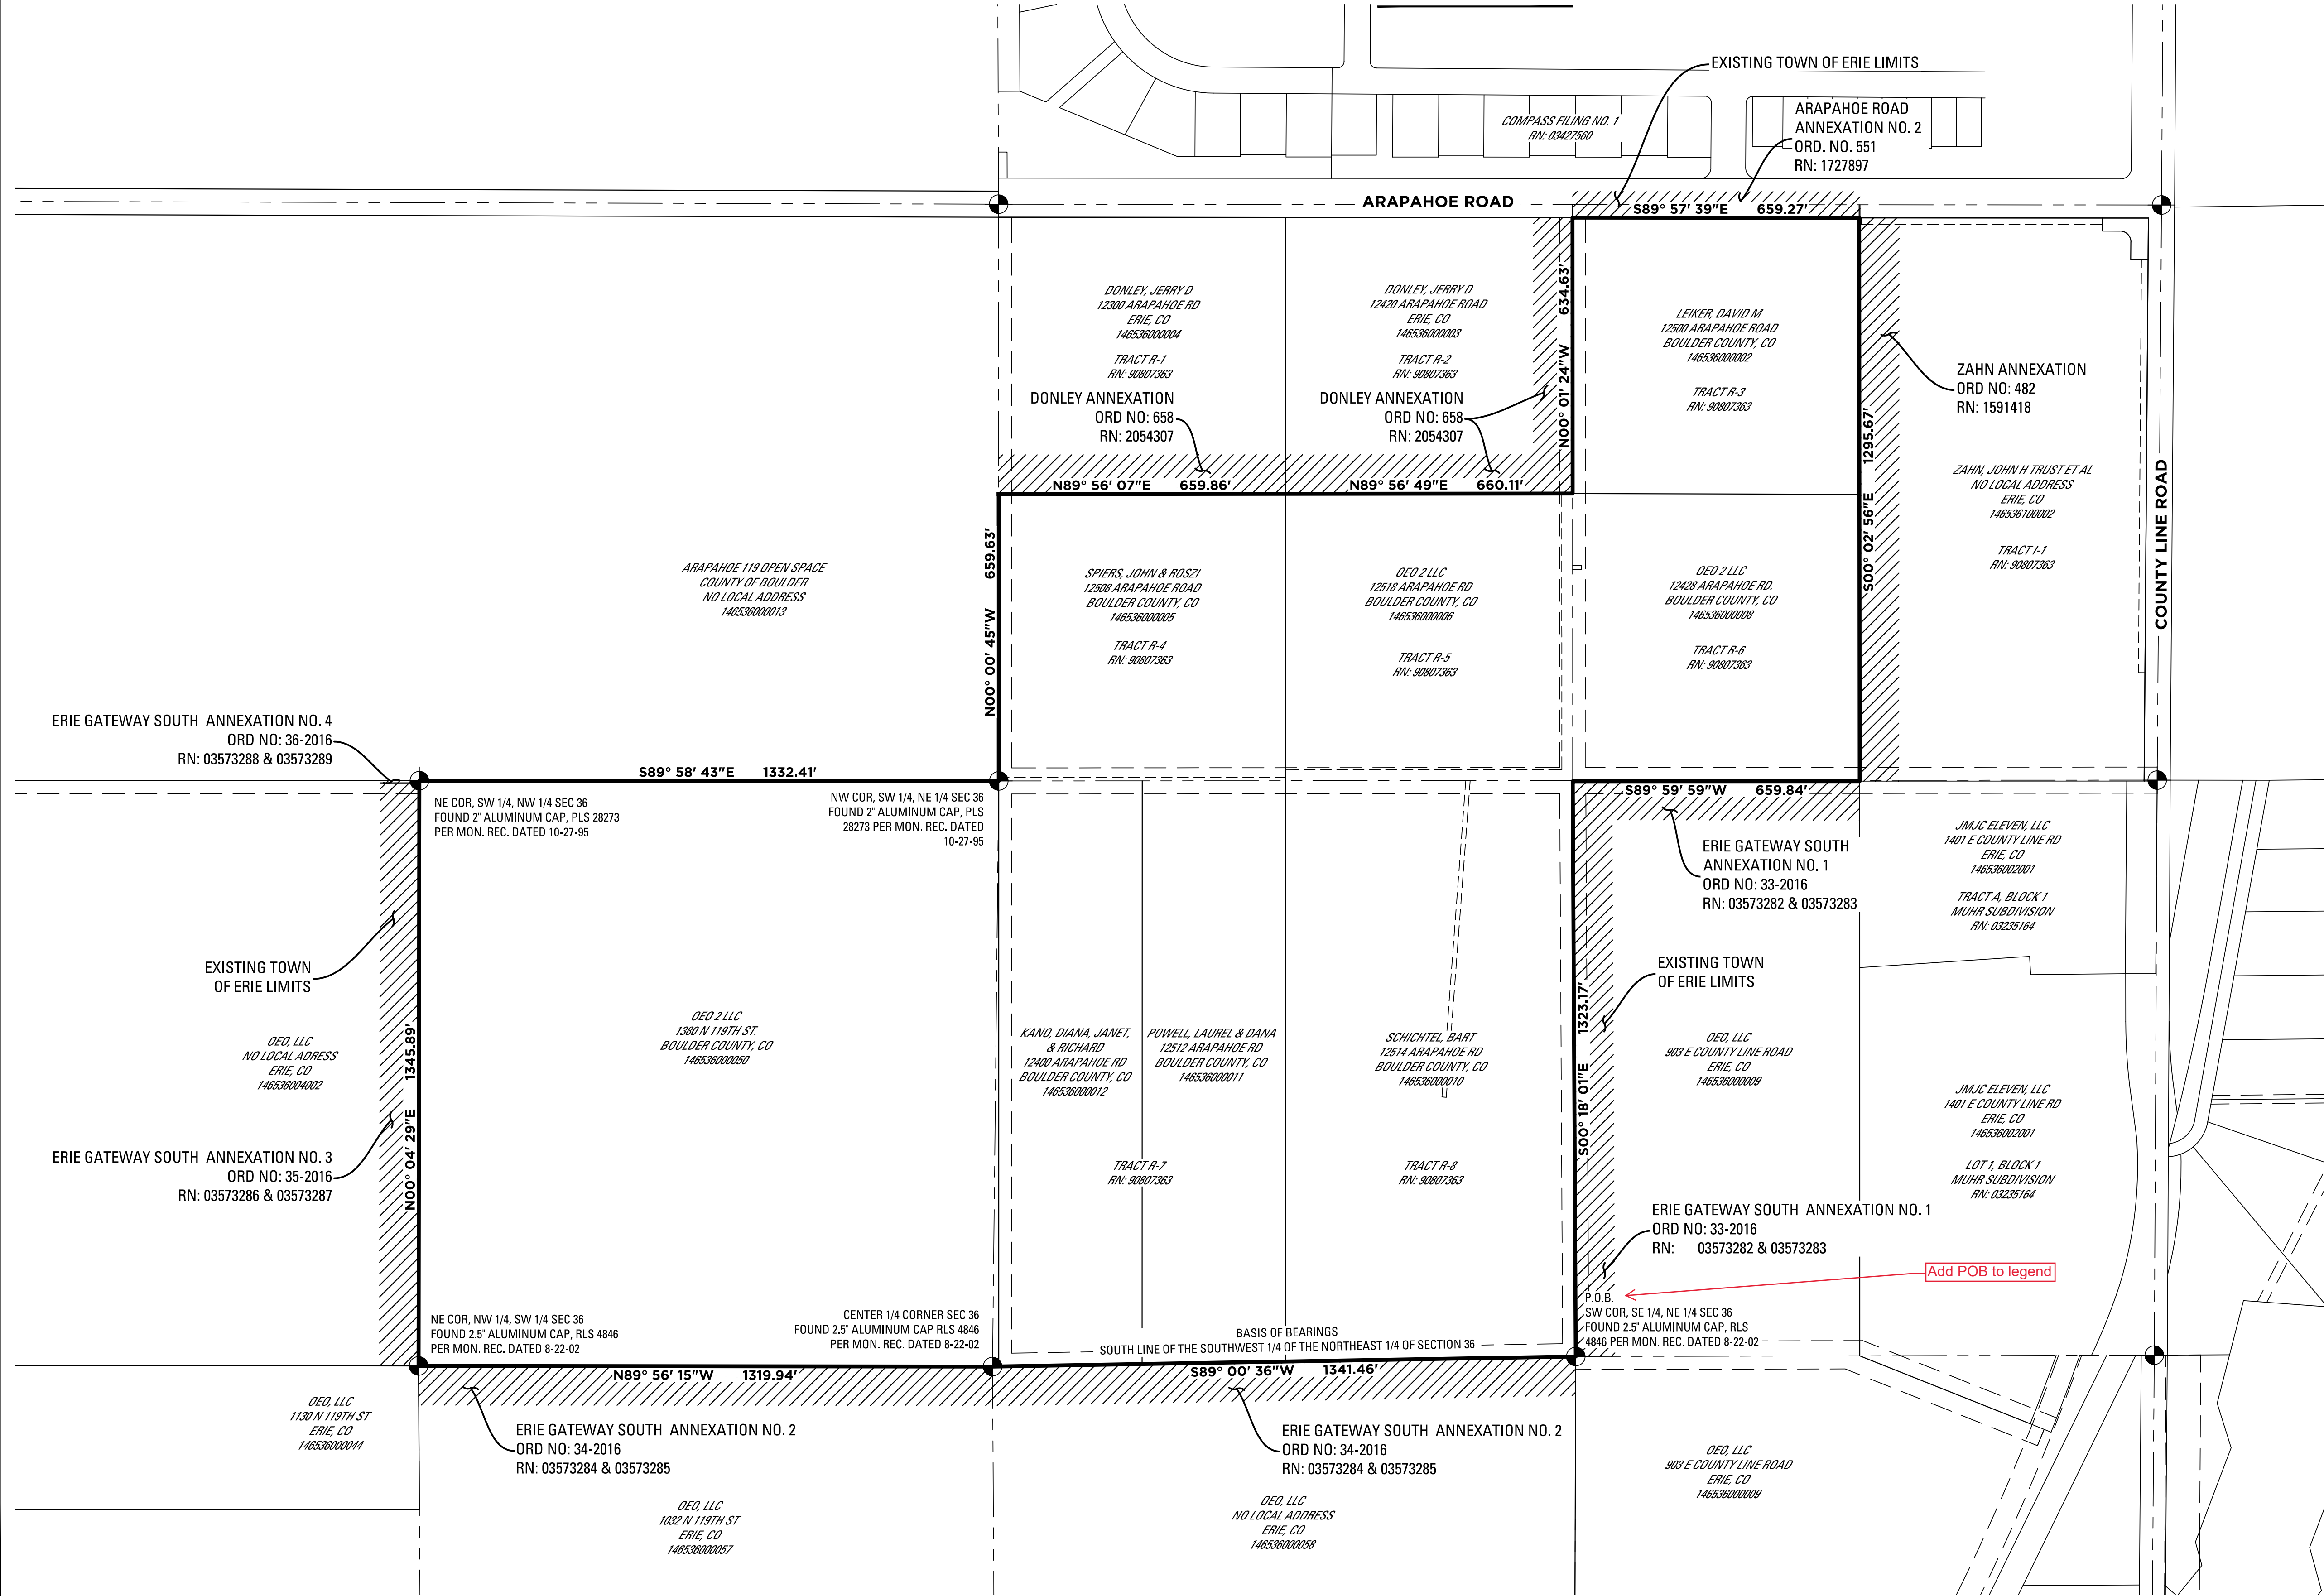 EXISTING TOWN OF ERIE LIMITS
COMPASS FILING NO. 1
RN: 03427560
ARAPAHOE ROAD
ANNEXATION NO. 2
ORD. NO. 551
RN: 1727897
ARAPAHOE ROAD
S89° 57' 39"E 659.27'
DONLEY, JERRY D
12300 ARAPAHOE RD
ERIE, CO
146536000004
TRACT R-1
RN: 90807363
DONLEY ANNEXATION
ORD NO: 658
RN: 2054307
DONLEY, JERRY D
12420 ARAPAHOE ROAD
ERIE, CO
146536000003
TRACT R-2
RN: 90807363
DONLEY ANNEXATION
ORD NO: 658
RN: 2054307
N00° 01' 24"W 634.63'
LEIKER, DAVID M
12500 ARAPAHOE ROAD
BOULDER COUNTY, CO
146536000002
TRACT R-3
RN: 90807363
S00° 02' 56"E 1295.67'
ZAHN ANNEXATION
ORD NO: 482
RN: 1591418
ZAHN, JOHN H TRUST ET AL
NO LOCAL ADDRESS
ERIE, CO
146536100002
TRACT I-1
RN: 90807363
COUNTY LINE ROAD
N89° 56' 07"E 659.86'
N89° 56' 49"E 660.11'
ARAPAHOE 119 OPEN SPACE
COUNTY OF BOULDER
NO LOCAL ADDRESS
146536000013
N00° 00' 45"W 659.63'
SPIERS, JOHN & ROSZI
12508 ARAPAHOE ROAD
BOULDER COUNTY, CO
146536000005
TRACT R-4
RN: 90807363
OEO 2 LLC
12518 ARAPAHOE RD
BOULDER COUNTY, CO
146536000006
TRACT R-5
RN: 90807363
OEO 2 LLC
12428 ARAPAHOE RD.
BOULDER COUNTY, CO
146536000008
TRACT R-6
RN: 90807363
ERIE GATEWAY SOUTH ANNEXATION NO. 4
ORD NO: 36-2016
RN: 03573288 & 03573289
S89° 58' 43"E 1332.41'
NE COR, SW 1/4, NW 1/4 SEC 36
FOUND 2" ALUMINUM CAP, PLS 28273
PER MON. REC. DATED 10-27-95
NW COR, SW 1/4, NE 1/4 SEC 36
FOUND 2" ALUMINUM CAP, PLS
28273 PER MON. REC. DATED
10-27-95
S89° 59' 59"W 659.84'
ERIE GATEWAY SOUTH
ANNEXATION NO. 1
ORD NO: 33-2016
RN: 03573282 & 03573283
JMJC ELEVEN, LLC
1401 E COUNTY LINE RD
ERIE, CO
146536002001
TRACT A, BLOCK 1
MUHR SUBDIVISION
RN: 03235164
EXISTING TOWN
OF ERIE LIMITS
OEO, LLC
NO LOCAL ADRESS
ERIE, CO
146536004002
N00° 04' 29"E 1345.89'
ERIE GATEWAY SOUTH ANNEXATION NO. 3
ORD NO: 35-2016
RN: 03573286 & 03573287
OEO 2 LLC
1380 N 119TH ST.
BOULDER COUNTY, CO
146536000050
KANO, DIANA, JANET,
& RICHARD
12400 ARAPAHOE RD
BOULDER COUNTY, CO
146536000012
POWELL, LAUREL & DANA
12512 ARAPAHOE RD
BOULDER COUNTY, CO
146536000011
TRACT R-7
RN: 90807363
SCHICHTEL, BART
12514 ARAPAHOE RD
BOULDER COUNTY, CO
146536000010
TRACT R-8
RN: 90807363
S00° 18' 01"E 1323.17'
EXISTING TOWN
OF ERIE LIMITS
OEO, LLC
903 E COUNTY LINE ROAD
ERIE, CO
146536000009
JMJC ELEVEN, LLC
1401 E COUNTY LINE RD
ERIE, CO
146536002001
LOT 1, BLOCK 1
MUHR SUBDIVISION
RN: 03235164
ERIE GATEWAY SOUTH ANNEXATION NO. 1
ORD NO: 33-2016
RN: 03573282 & 03573283
Add POB to legend
P.O.B.
SW COR, SE 1/4, NE 1/4 SEC 36
FOUND 2.5" ALUMINUM CAP, RLS
4846 PER MON. REC. DATED 8-22-02
NE COR, NW 1/4, SW 1/4 SEC 36
FOUND 2.5" ALUMINUM CAP, RLS 4846
PER MON. REC. DATED 8-22-02
CENTER 1/4 CORNER SEC 36
FOUND 2.5" ALUMINUM CAP RLS 4846
PER MON. REC. DATED 8-22-02
BASIS OF BEARINGS
SOUTH LINE OF THE SOUTHWEST 1/4 OF THE NORTHEAST 1/4 OF SECTION 36
N89° 56' 15"W 1319.94'
S89° 00' 36"W 1341.46'
OEO, LLC
1130 N 119TH ST
ERIE, CO
146536000044
ERIE GATEWAY SOUTH ANNEXATION NO. 2
ORD NO: 34-2016
RN: 03573284 & 03573285
ERIE GATEWAY SOUTH ANNEXATION NO. 2
ORD NO: 34-2016
RN: 03573284 & 03573285
OEO, LLC
903 E COUNTY LINE ROAD
ERIE, CO
146536000009
OEO, LLC
1032 N 119TH ST
ERIE, CO
146536000057
OEO, LLC
NO LOCAL ADDRESS
ERIE, CO
146536000058